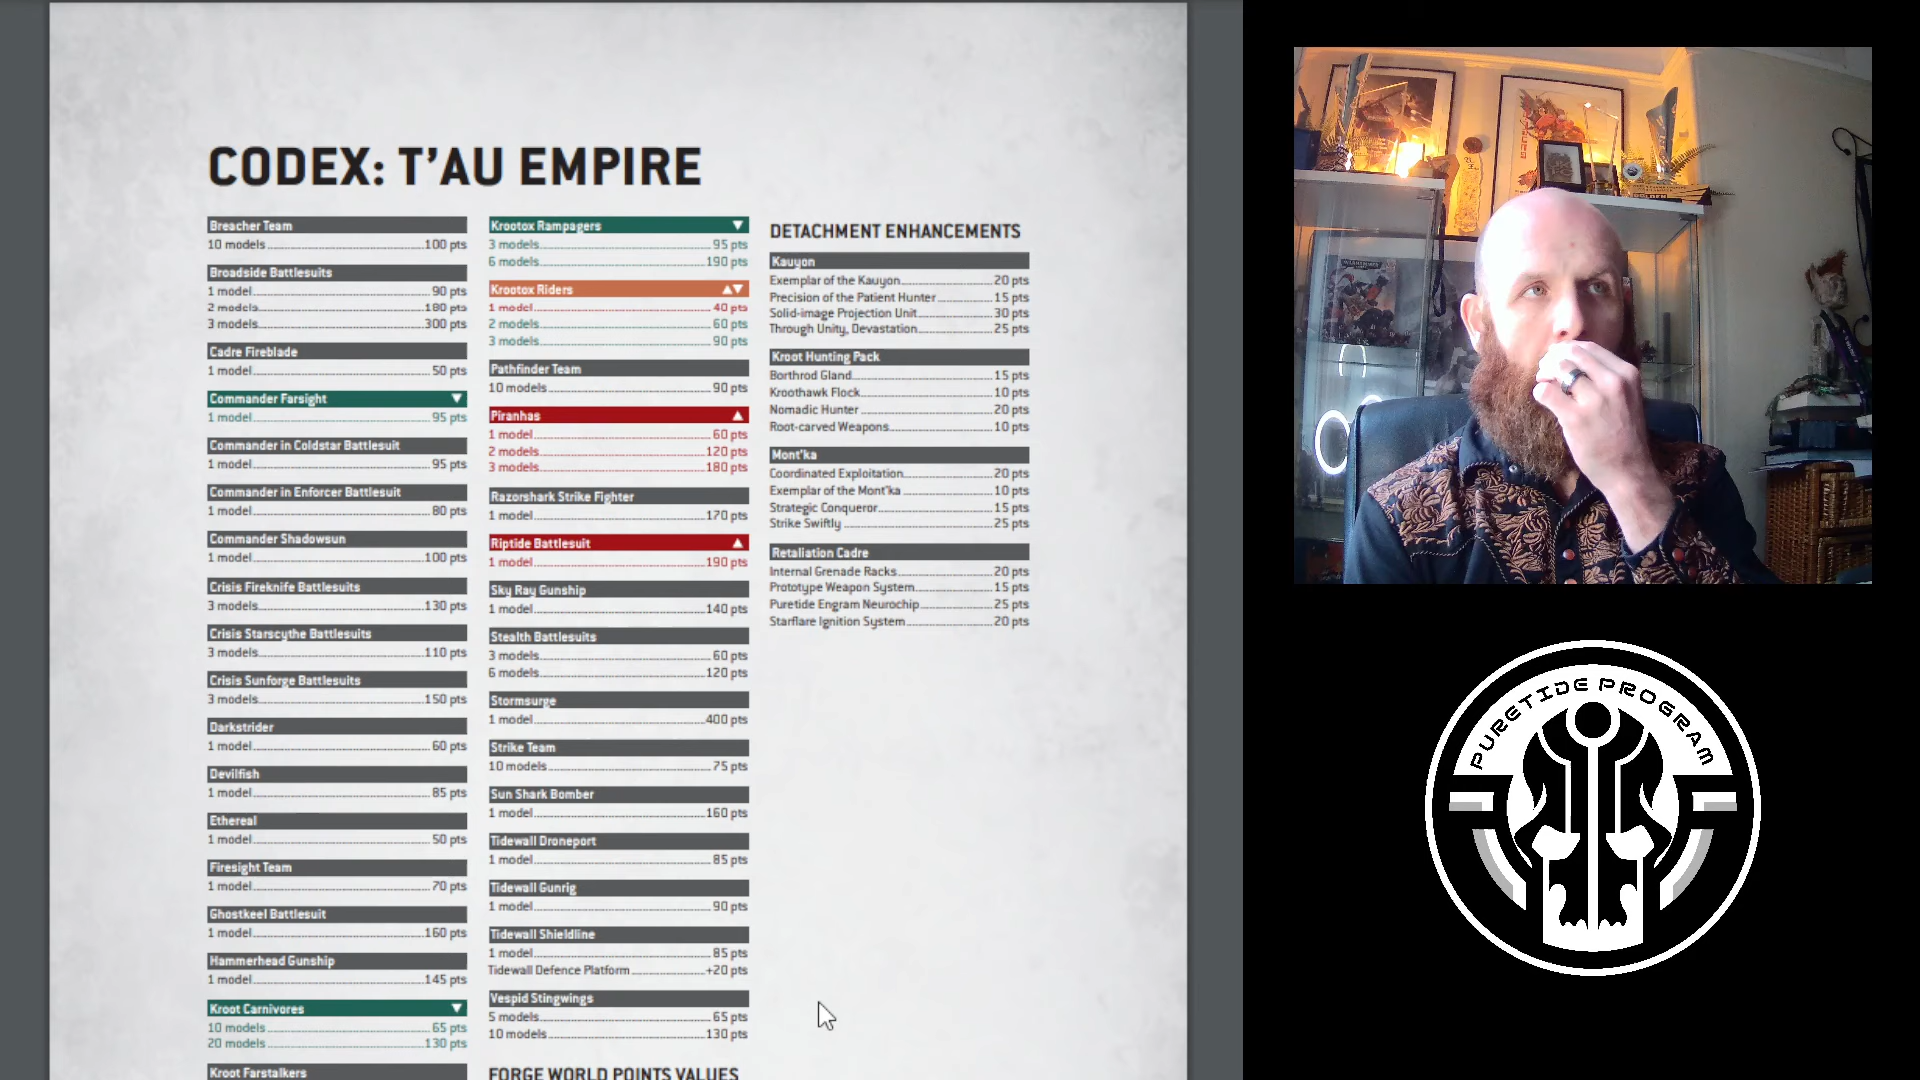 CODEX: T'AU EMPIRE
Breacher Team
10 models 100 pts
Broadside Battlesuits
1 model 90 pts
2 models 180 pts
3 models 300 pts
Cadre Fireblade
1 model 50 pts
Commander Farsight ▼
1 model 95 pts
Commander in Coldstar Battlesuit
1 model 95 pts
Commander in Enforcer Battlesuit
1 model 80 pts
Commander Shadowsun
1 model 100 pts
Crisis Fireknife Battlesuits
3 models 130 pts
Crisis Starscythe Battlesuits
3 models 110 pts
Crisis Sunforge Battlesuits
3 models 150 pts
Darkstrider
1 model 60 pts
Devilfish
1 model 85 pts
Ethereal
1 model 50 pts
Firesight Team
1 model 70 pts
Ghostkeel Battlesuit
1 model 160 pts
Hammerhead Gunship
1 model 145 pts
Kroot Carnivores ▼
10 models 65 pts
20 models 130 pts
Kroot Farstalkers
Krootox Rampagers ▼
3 models 95 pts
6 models 190 pts
Krootox Riders ▲▼
1 model 40 pts
2 models 60 pts
3 models 90 pts
Pathfinder Team
10 models 90 pts
Piranhas ▲
1 model 60 pts
2 models 120 pts
3 models 180 pts
Razorshark Strike Fighter
1 model 170 pts
Riptide Battlesuit ▲
1 model 190 pts
Sky Ray Gunship
1 model 140 pts
Stealth Battlesuits
3 models 60 pts
6 models 120 pts
Stormsurge
1 model 400 pts
Strike Team
10 models 75 pts
Sun Shark Bomber
1 model 160 pts
Tidewall Droneport
1 model 85 pts
Tidewall Gunrig
1 model 90 pts
Tidewall Shieldline
1 model 85 pts
Tidewall Defence Platform +20 pts
Vespid Stingwings
5 models 65 pts
10 models 130 pts
FORGE WORLD POINTS VALUES
DETACHMENT ENHANCEMENTS
Kauyon
Exemplar of the Kauyon 20 pts
Precision of the Patient Hunter 15 pts
Solid-image Projection Unit 30 pts
Through Unity, Devastation 25 pts
Kroot Hunting Pack
Borthrod Gland 15 pts
Kroothawk Flock 10 pts
Nomadic Hunter 20 pts
Root-carved Weapons 10 pts
Mont'ka
Coordinated Exploitation 20 pts
Exemplar of the Mont'ka 10 pts
Strategic Conqueror 15 pts
Strike Swiftly 25 pts
Retaliation Cadre
Internal Grenade Racks 20 pts
Prototype Weapon System 15 pts
Puretide Engram Neurochip 25 pts
Starflare Ignition System 20 pts
WARHAMMER
PURETIDE PROGRAM